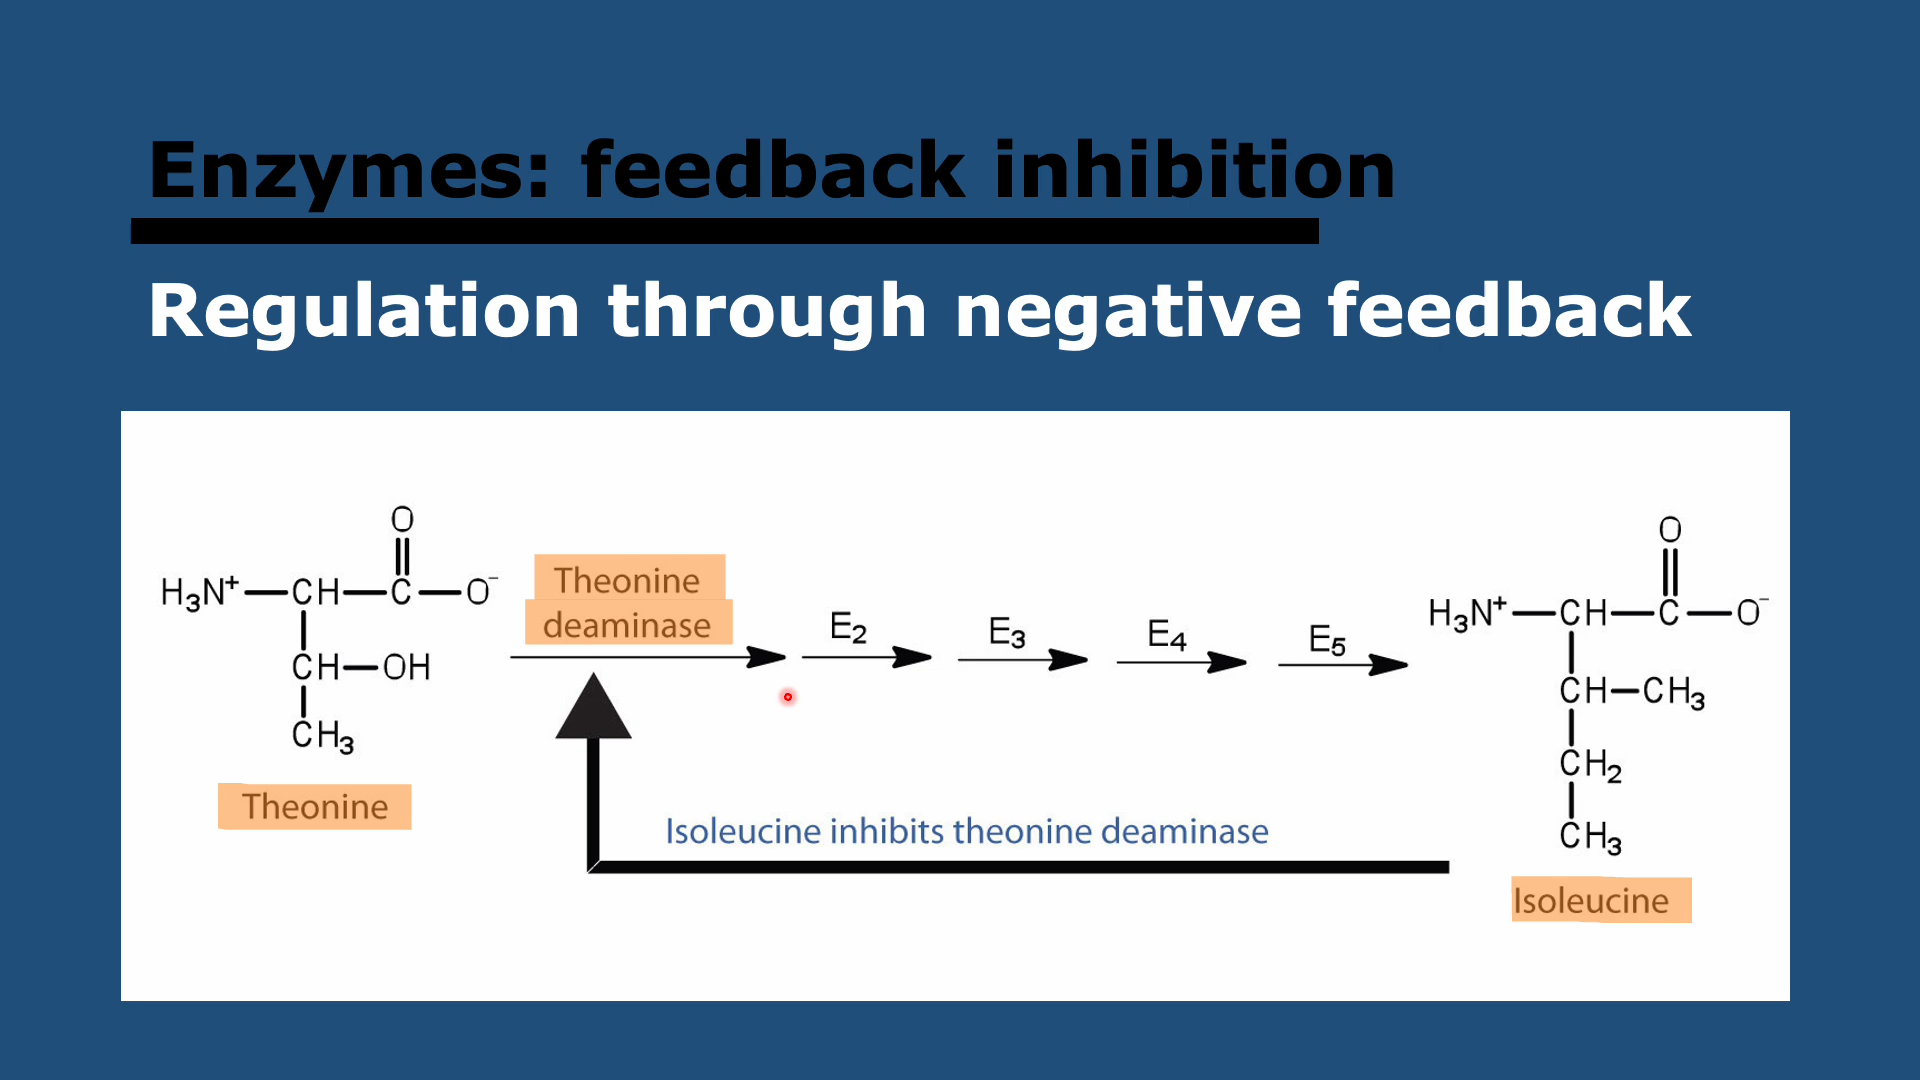 Enzymes: feedback inhibition
Regulation through negative feedback
O
H₃N⁺—CH—C—O⁻
CH—OH
CH₃
Theonine
Theonine
deaminase
E₂
E₃
E₄
E₅
Isoleucine inhibits theonine deaminase
O
H₃N⁺—CH—C—O⁻
CH—CH₃
CH₂
CH₃
Isoleucine